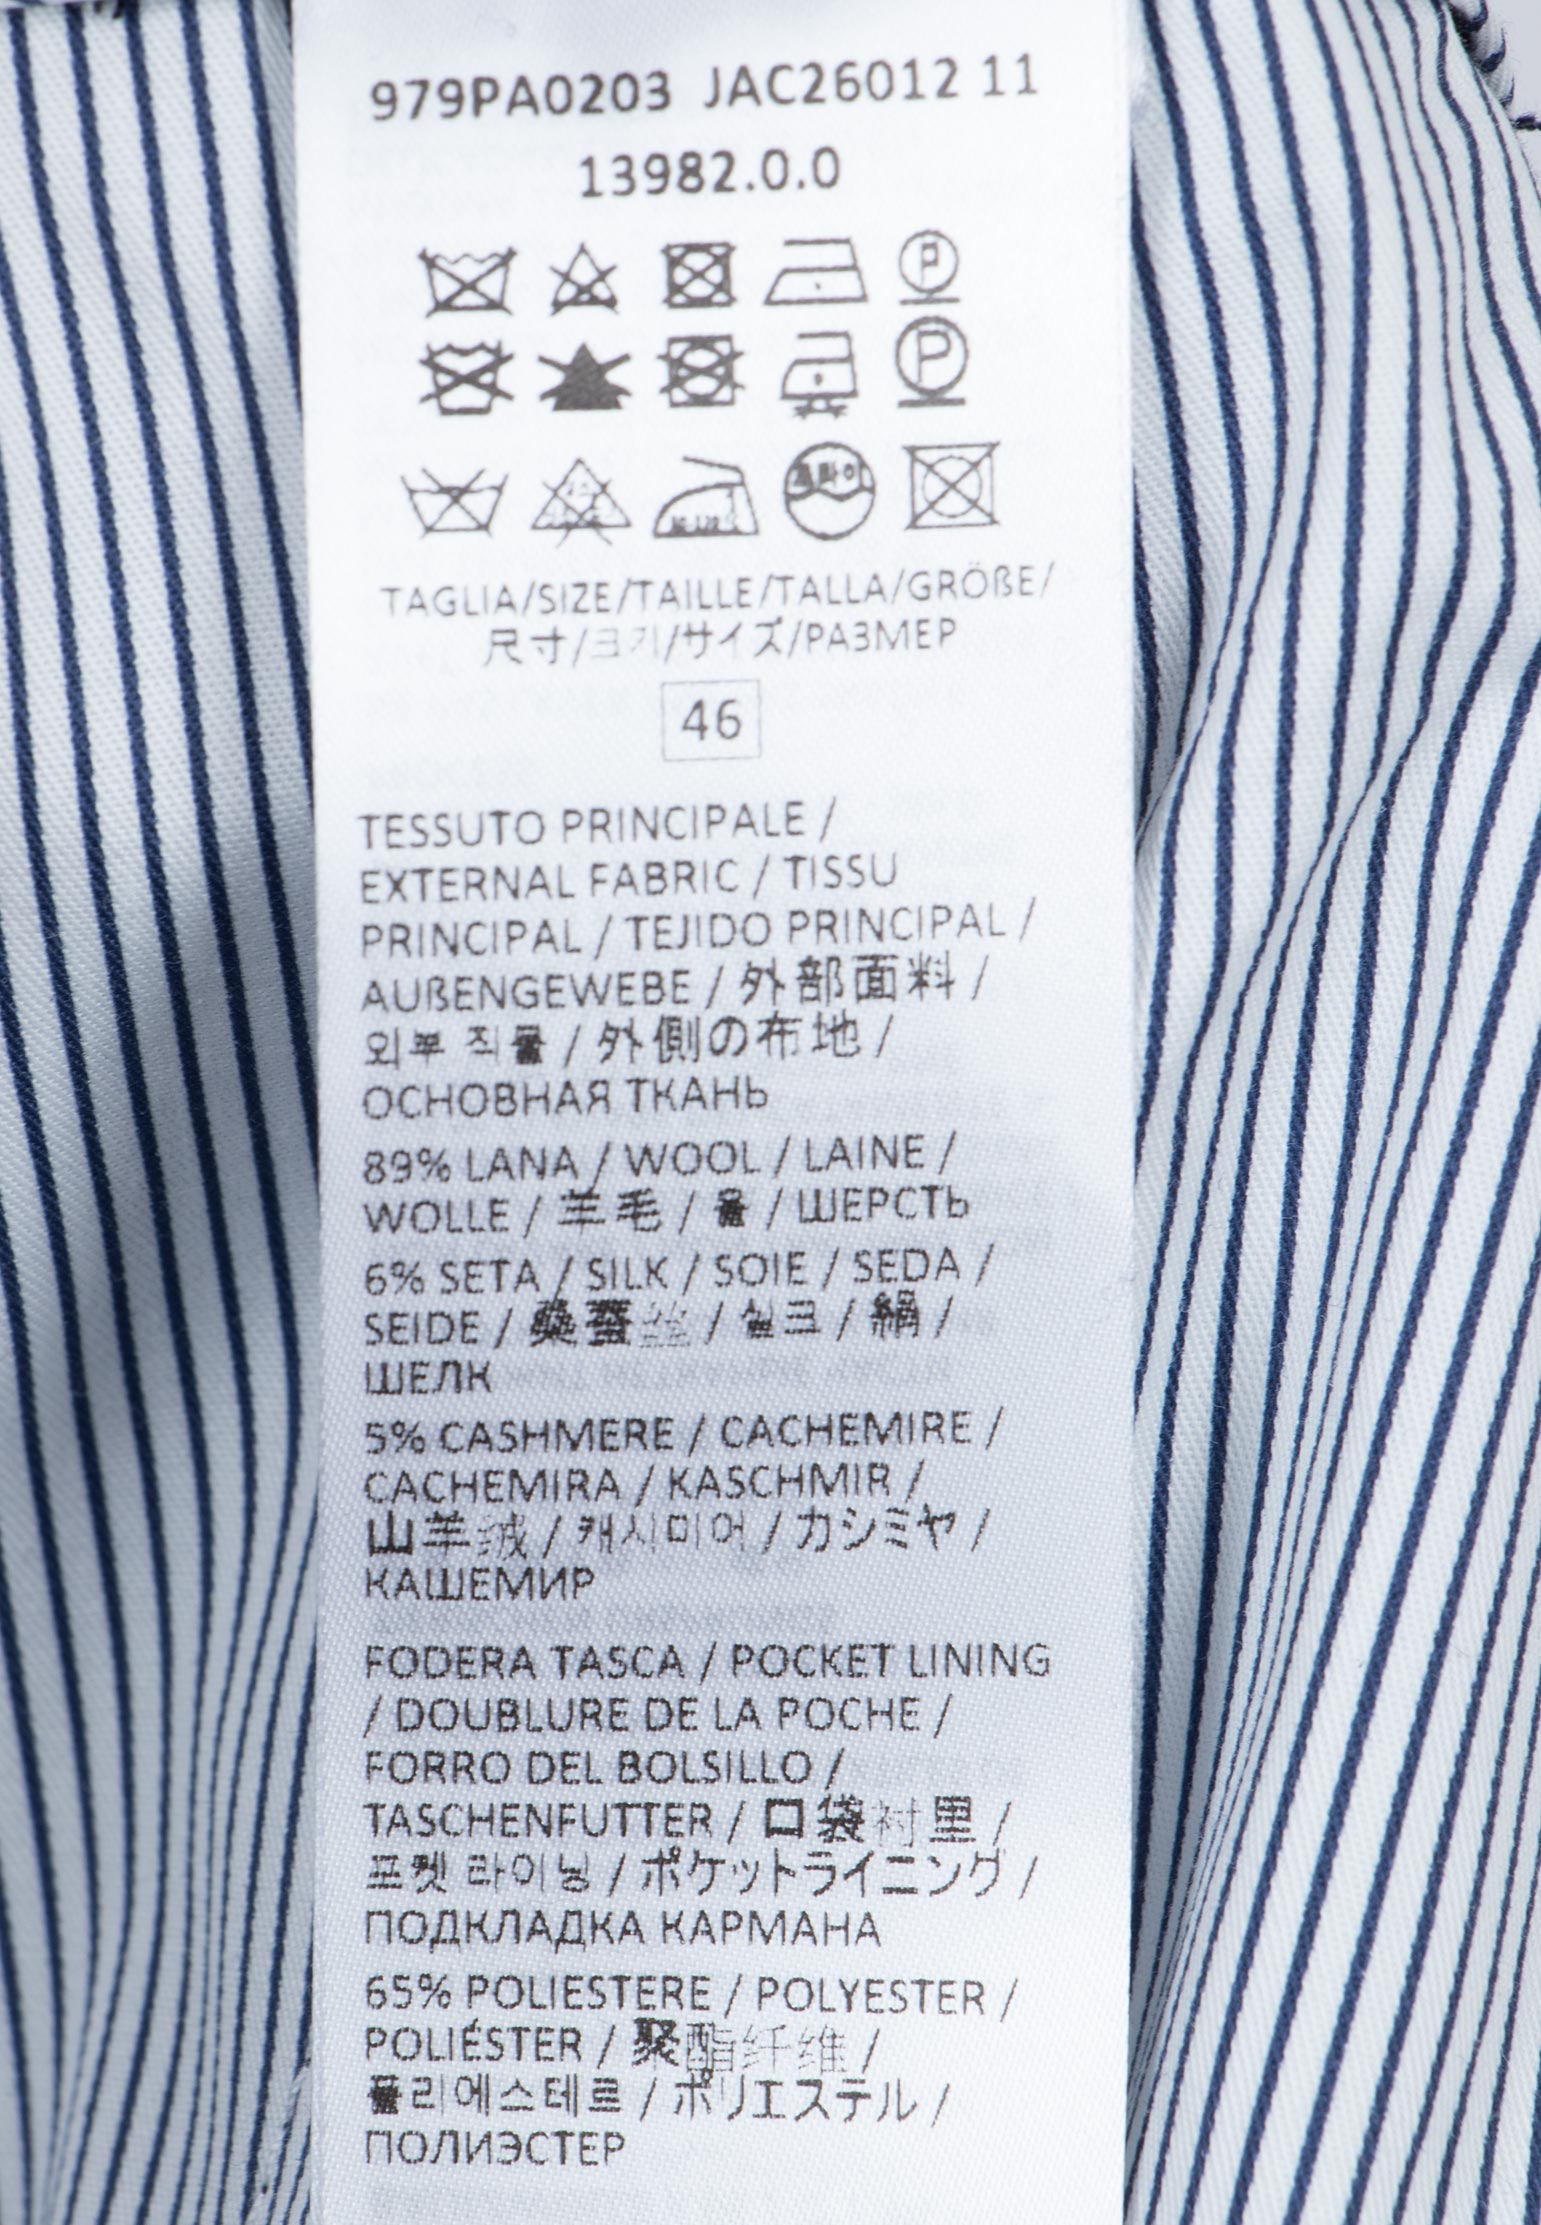 979PA0203 JAC26012 11
13982.0.0
P
P
드라이
TAGLIA/SIZE/TAILLE/TALLA/GRÖßE/
尺寸/크기/サイズ/РАЗМЕР
46
TESSUTO PRINCIPALE /
EXTERNAL FABRIC / TISSU
PRINCIPAL / TEJIDO PRINCIPAL /
AUßENGEWEBE / 外部面料 /
외부 직물 / 外側の布地 /
ОСНОВНАЯ ТКАНЬ
89% LANA / WOOL / LAINE /
WOLLE / 羊毛 / 울 / ШЕРСТЬ
6% SETA / SILK / SOIE / SEDA /
SEIDE / 桑蚕丝 / 실크 / 絹 /
ШЕЛК
5% CASHMERE / CACHEMIRE /
CACHEMIRA / KASCHMIR /
山羊绒 / 캐시미어 / カシミヤ /
КАШЕМИР
FODERA TASCA / POCKET LINING
/ DOUBLURE DE LA POCHE /
FORRO DEL BOLSILLO /
TASCHENFUTTER / 口袋衬里 /
포켓 라이닝 / ポケットライニング /
ПОДКЛАДКА КАРМАНА
65% POLIESTERE / POLYESTER /
POLIÉSTER / 聚酯纤维 /
폴리에스테르 / ポリエステル /
ПОЛИЭСТЕР